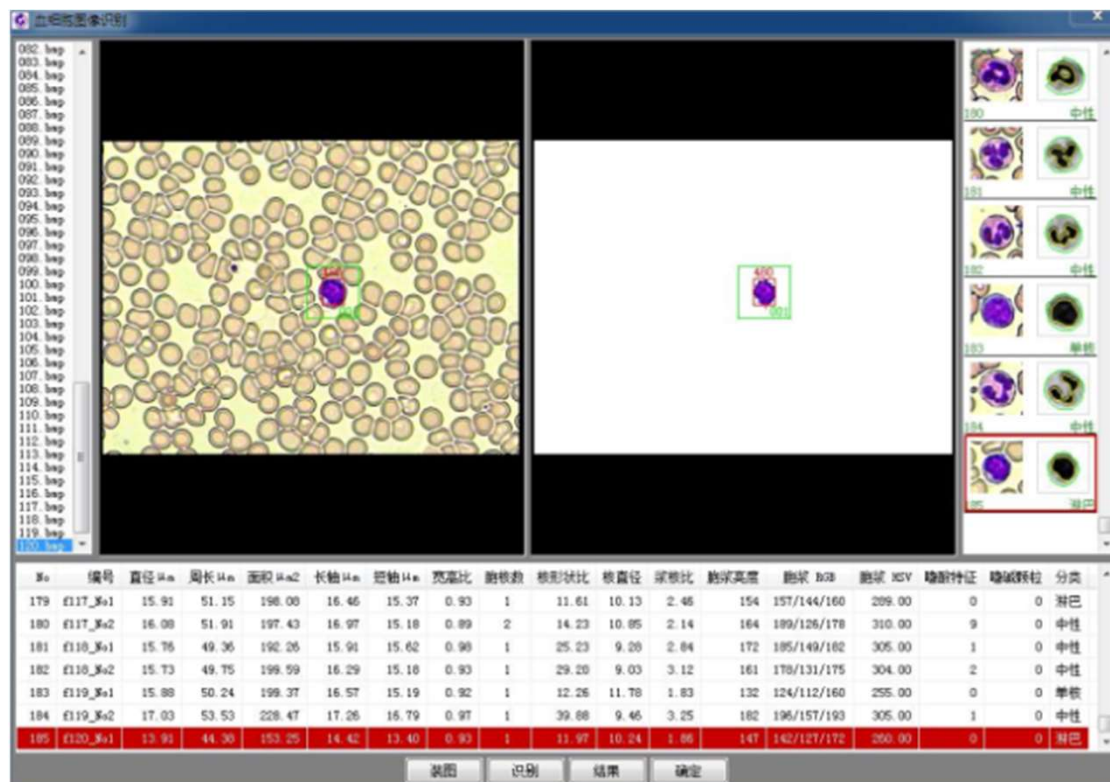 血细胞图像识别
082.bmp
083.bmp
084.bmp
085.bmp
086.bmp
087.bmp
088.bmp
089.bmp
090.bmp
091.bmp
092.bmp
093.bmp
094.bmp
095.bmp
096.bmp
097.bmp
098.bmp
099.bmp
100.bmp
101.bmp
102.bmp
103.bmp
104.bmp
105.bmp
106.bmp
107.bmp
108.bmp
109.bmp
110.bmp
111.bmp
112.bmp
113.bmp
114.bmp
115.bmp
116.bmp
117.bmp
118.bmp
119.bmp
120.bmp
480
001
180 中性
181 中性
182 中性
183 单核
184 中性
185 淋巴
No 编号 直径μm 周长μm 面积μm2 长轴μm 短轴μm 宽高比 胞核数 核形状比 核直径 浆核比 胞浆亮度 胞浆 RGB 胞浆 HSV 嗜酸特征 嗜碱颗粒 分类
179 f117_No1 15.91 51.15 198.08 16.46 15.37 0.93 1 11.61 10.13 2.46 154 157/144/160 289.00 0 0 淋巴
180 f117_No2 16.08 51.91 197.43 16.97 15.18 0.89 2 14.23 10.85 2.14 164 189/126/178 310.00 9 0 中性
181 f118_No1 15.76 49.36 192.26 15.91 15.62 0.98 1 25.23 9.28 2.84 172 185/149/182 305.00 1 0 中性
182 f118_No2 15.73 49.75 199.59 16.29 15.18 0.93 1 29.20 9.03 3.12 161 178/131/175 304.00 2 0 中性
183 f119_No1 15.88 50.24 199.37 16.57 15.19 0.92 1 12.26 11.78 1.83 132 124/112/160 255.00 0 0 单核
184 f119_No2 17.03 53.53 228.47 17.26 16.79 0.97 1 39.88 9.46 3.25 182 196/157/193 305.00 1 0 中性
185 f120_No1 13.91 44.38 153.25 14.42 13.40 0.93 1 11.97 10.24 1.86 147 142/127/172 260.00 0 0 淋巴
装图 识别 结果 确定